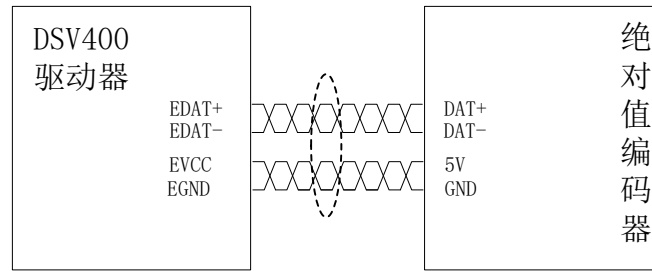 DSV400
驱动器
EDAT+
EDAT-
EVCC
EGND
DAT+
DAT-
5V
GND
绝对值编码器